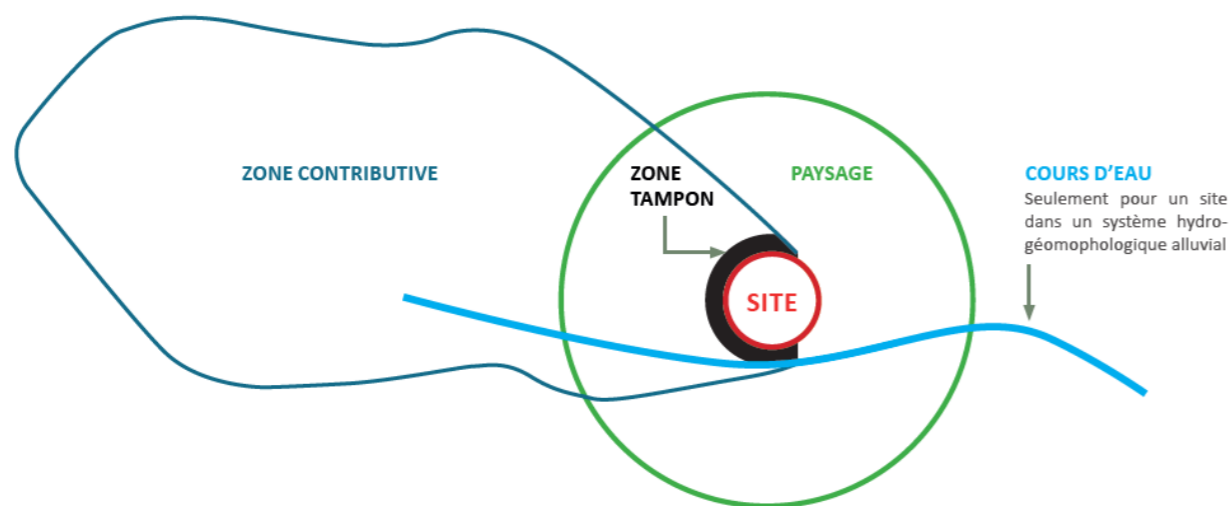 ZONE CONTRIBUTIVE
ZONE
TAMPON
PAYSAGE
SITE
COURS D’EAU
Seulement pour un site
dans un système hydro-
géomophologique alluvial